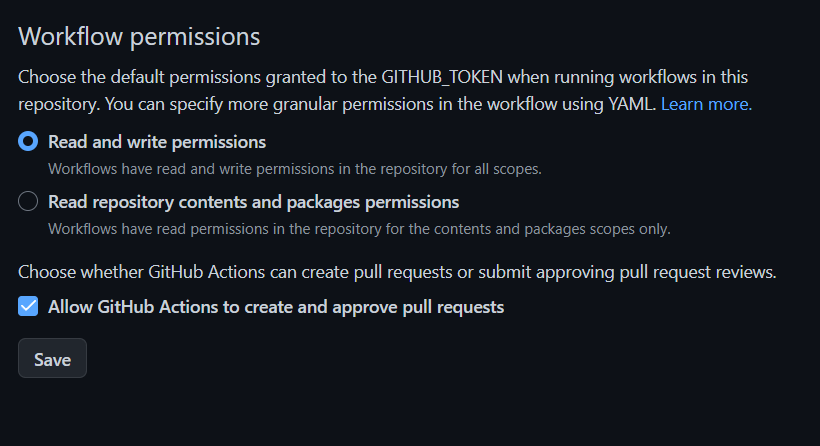 Workflow permissions
Choose the default permissions granted to the GITHUB_TOKEN when running workflows in this
repository. You can specify more granular permissions in the workflow using YAML. Learn more.
Read and write permissions
Workflows have read and write permissions in the repository for all scopes.
Read repository contents and packages permissions
Workflows have read permissions in the repository for the contents and packages scopes only.
Choose whether GitHub Actions can create pull requests or submit approving pull request reviews.
Allow GitHub Actions to create and approve pull requests
Save